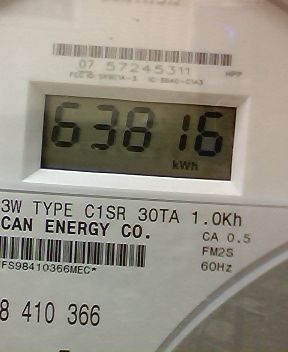 07 57245311
HPP
63816
kWh
3W TYPE C1SR 30TA 1.0Kh
CAN ENERGY CO.
CA 0.5
FM2S
60Hz
*FS98410366MEC*
8 410 366